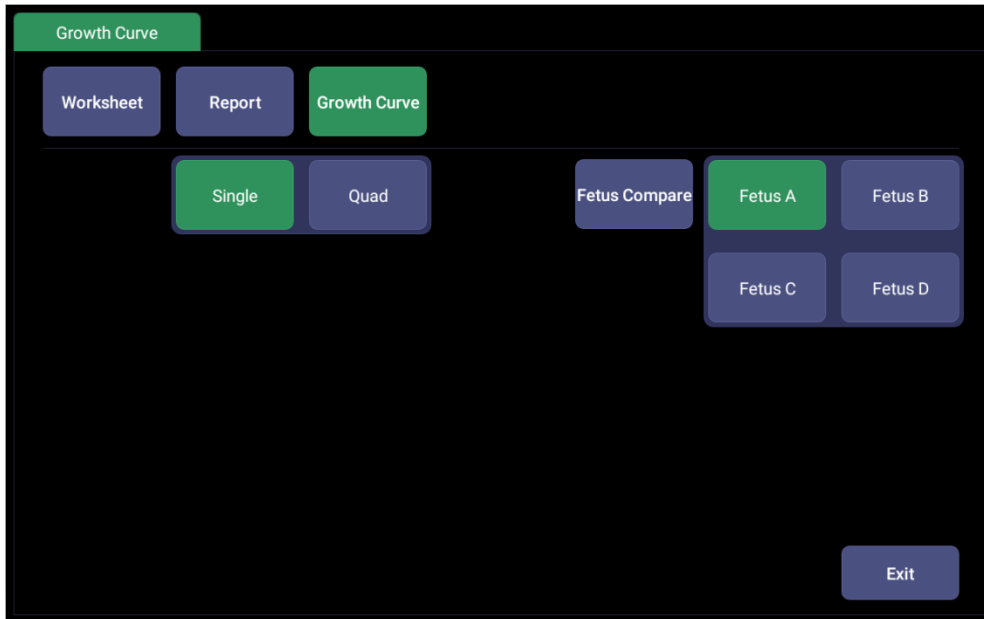 Growth Curve
Worksheet Report Growth Curve
Single Quad Fetus Compare Fetus A Fetus B
Fetus C Fetus D
Exit